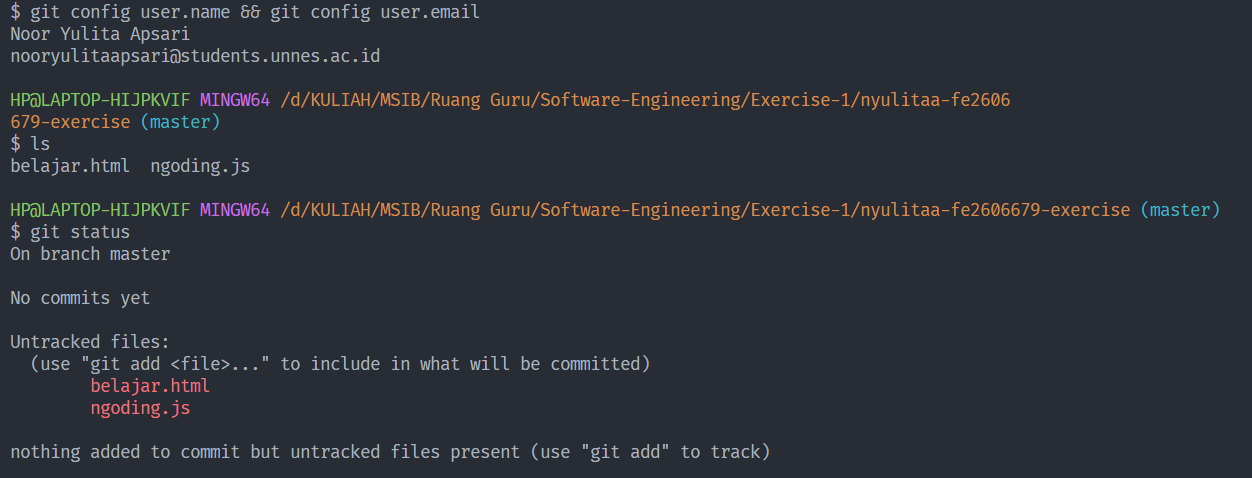 $ git config user.name && git config user.email
Noor Yulita Apsari
nooryulitaapsari@students.unnes.ac.id
HP@LAPTOP-HIJPKVIF MINGW64 /d/KULIAH/MSIB/Ruang Guru/Software-Engineering/Exercise-1/nyulitaa-fe2606
679-exercise (master)
$ ls
belajar.html  ngoding.js
HP@LAPTOP-HIJPKVIF MINGW64 /d/KULIAH/MSIB/Ruang Guru/Software-Engineering/Exercise-1/nyulitaa-fe2606679-exercise (master)
$ git status
On branch master
No commits yet
Untracked files:
  (use "git add <file>..." to include in what will be committed)
        belajar.html
        ngoding.js
nothing added to commit but untracked files present (use "git add" to track)